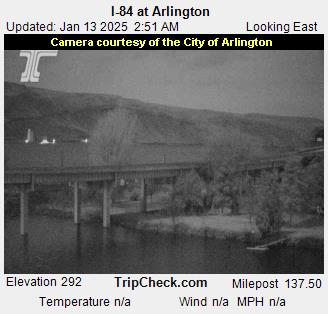 I-84 at Arlington
Updated: Jan 13 2025 2:51 AM Looking East
Camera courtesy of the City of Arlington
Elevation 292 TripCheck.com Milepost 137.50
Temperature n/a Wind n/a MPH n/a